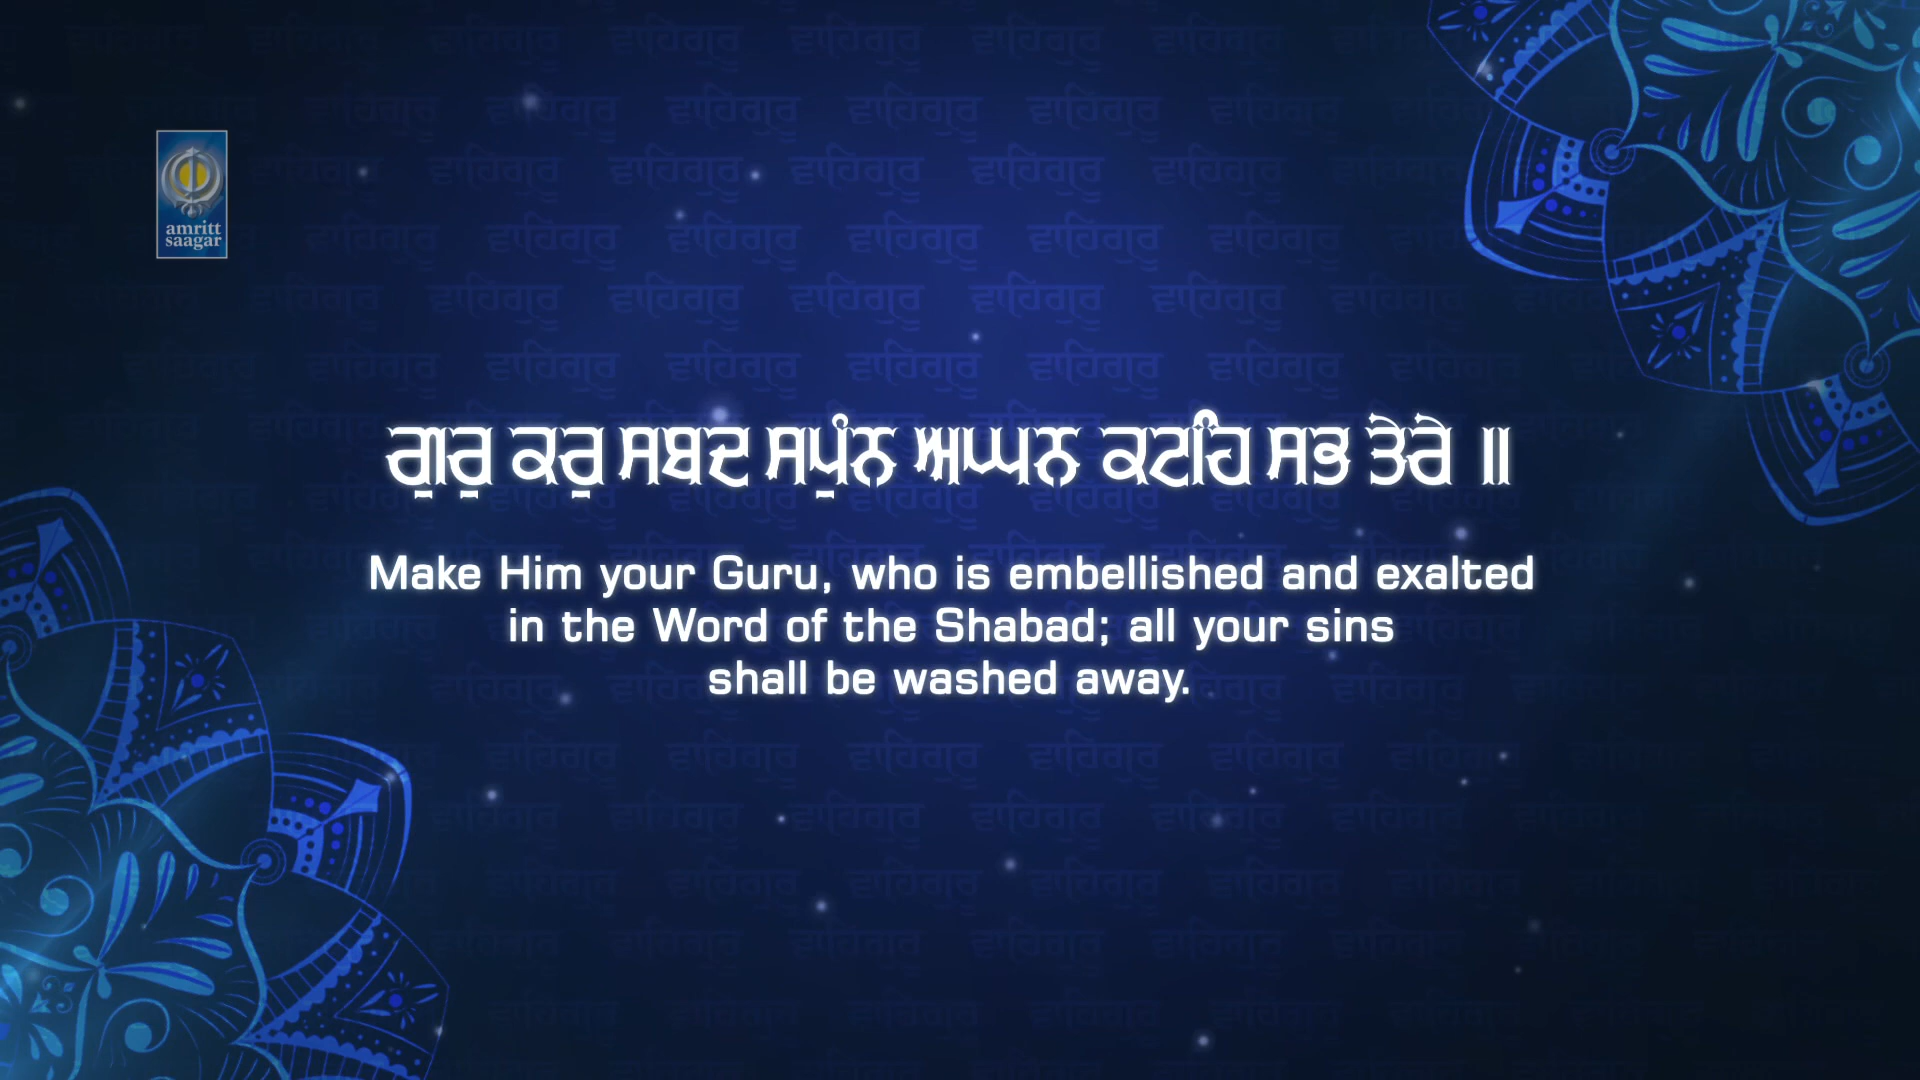 amritt
saagar
ਗੁਰੁ ਕਰੁ ਸਬਦ ਸਪੁੰਨ ਅਘਨ ਕਟਹਿ ਸਭ ਤੇਰੇ ॥
Make Him your Guru, who is embellished and exalted
in the Word of the Shabad; all your sins
shall be washed away.